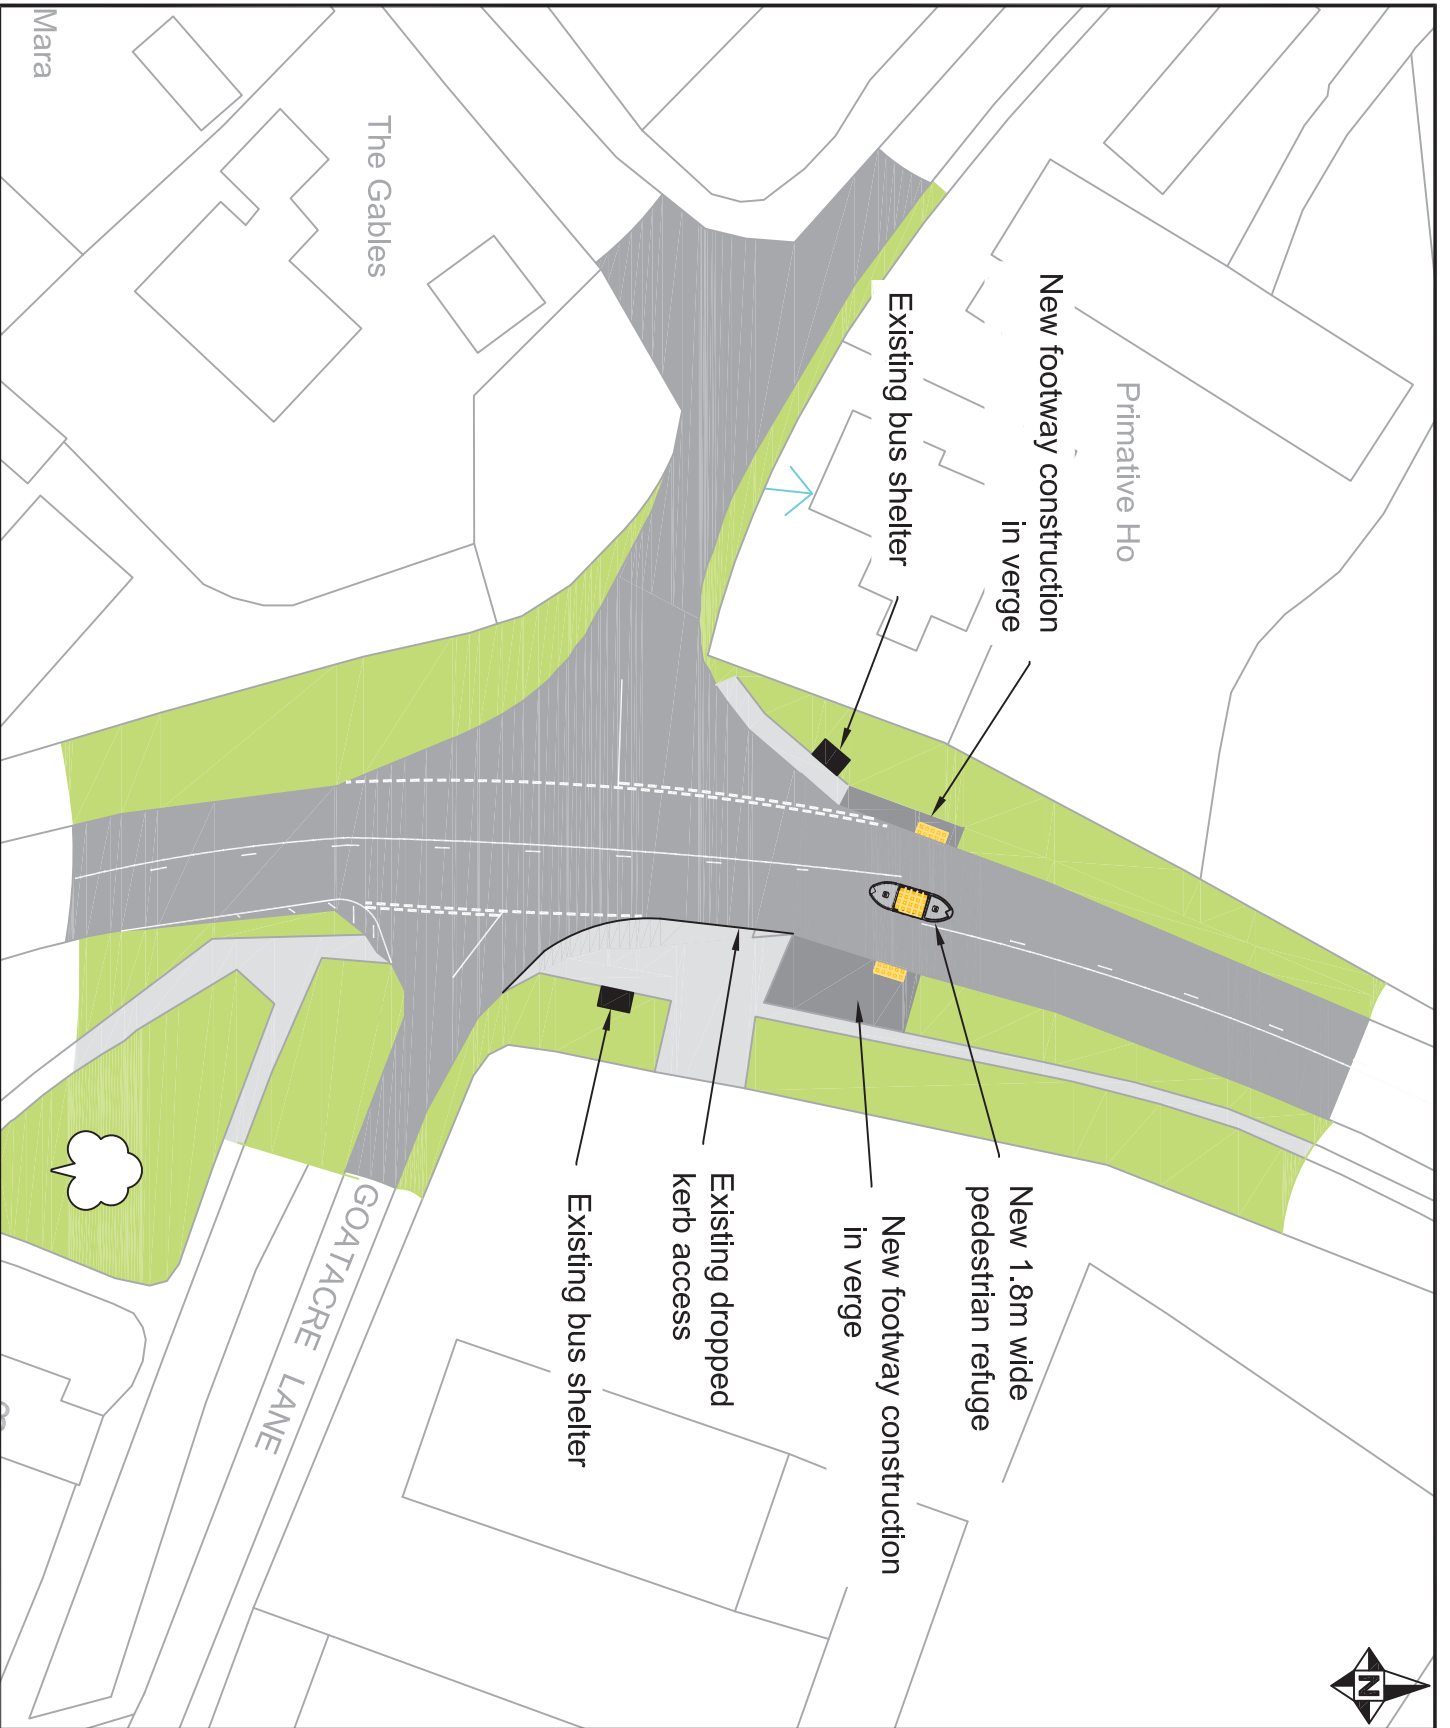 Mara
The Gables
Primative Ho
New footway construction
in verge
Existing bus shelter
New 1.8m wide
pedestrian refuge
New footway construction
in verge
Existing dropped
kerb access
Existing bus shelter
GOATACRE LANE
N